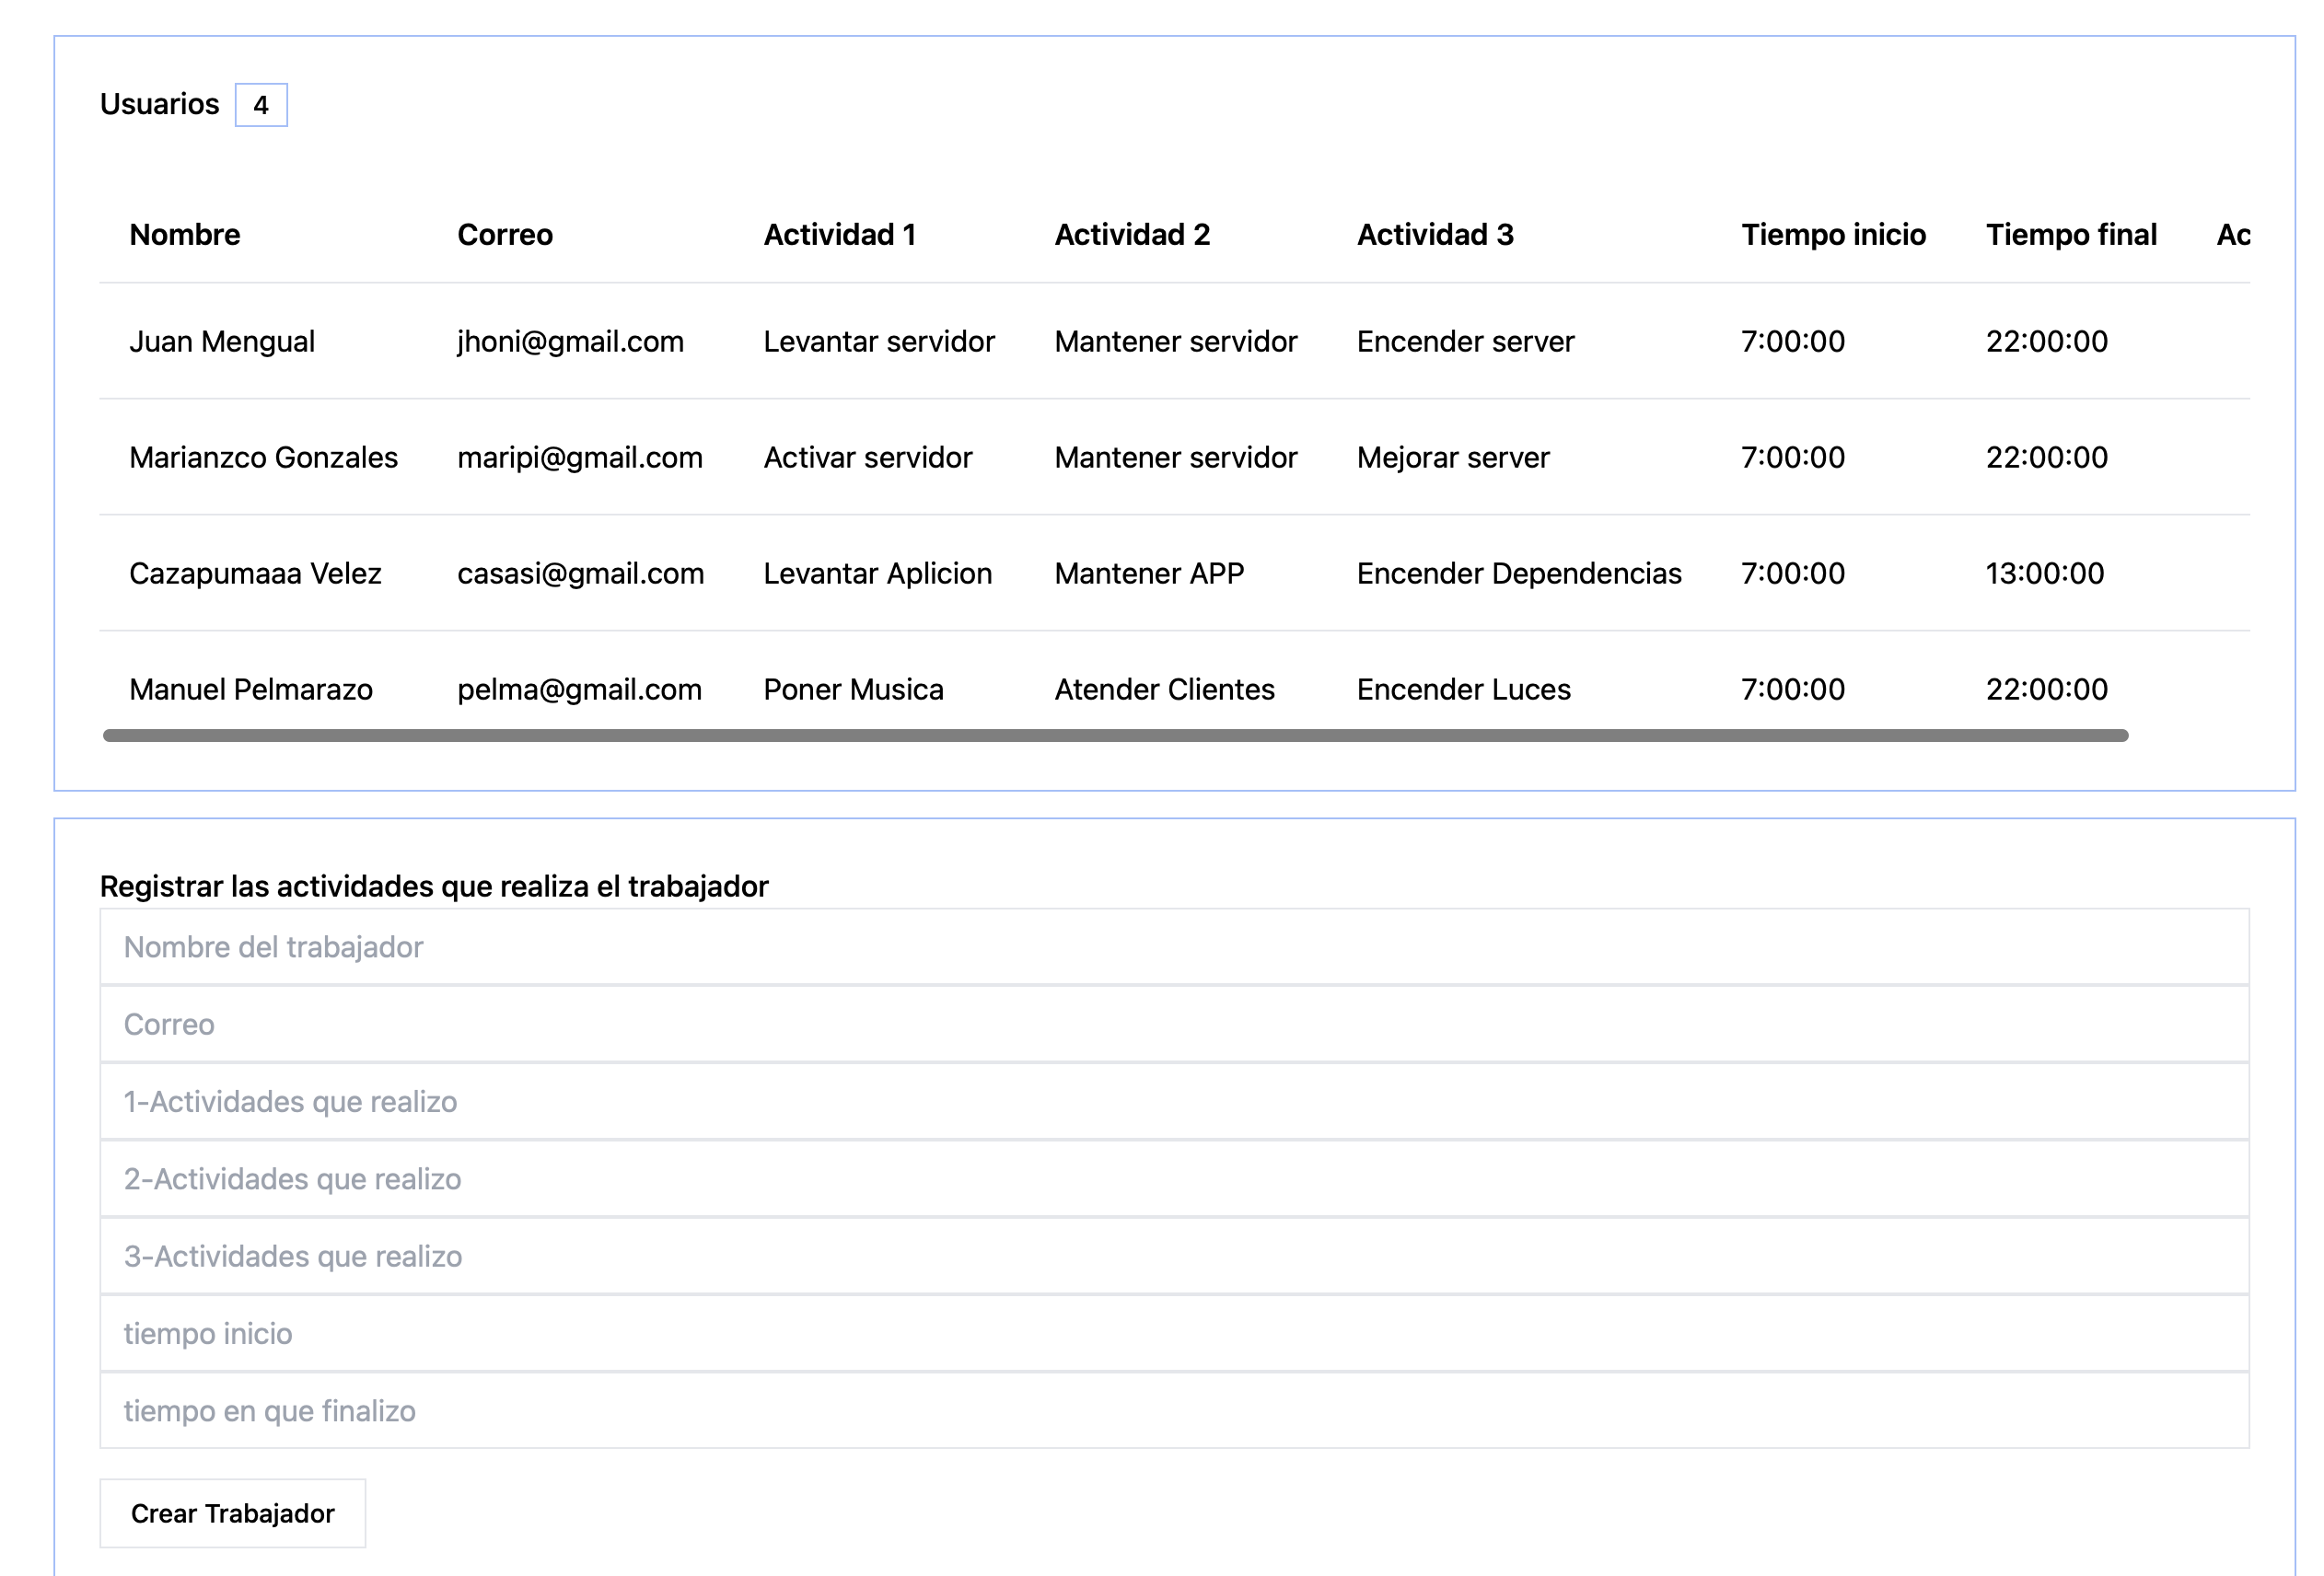 Usuarios 4
Nombre Correo Actividad 1 Actividad 2 Actividad 3 Tiempo inicio Tiempo final Ac
Juan Mengual jhoni@gmail.com Levantar servidor Mantener servidor Encender server 7:00:00 22:00:00
Marianzco Gonzales maripi@gmail.com Activar servidor Mantener servidor Mejorar server 7:00:00 22:00:00
Cazapumaaa Velez casasi@gmail.com Levantar Aplicion Mantener APP Encender Dependencias 7:00:00 13:00:00
Manuel Pelmarazo pelma@gmail.com Poner Musica Atender Clientes Encender Luces 7:00:00 22:00:00
Registrar las actividades que realiza el trabajador
Nombre del trabajador
Correo
1-Actividades que realizo
2-Actividades que realizo
3-Actividades que realizo
tiempo inicio
tiempo en que finalizo
Crear Trabajador